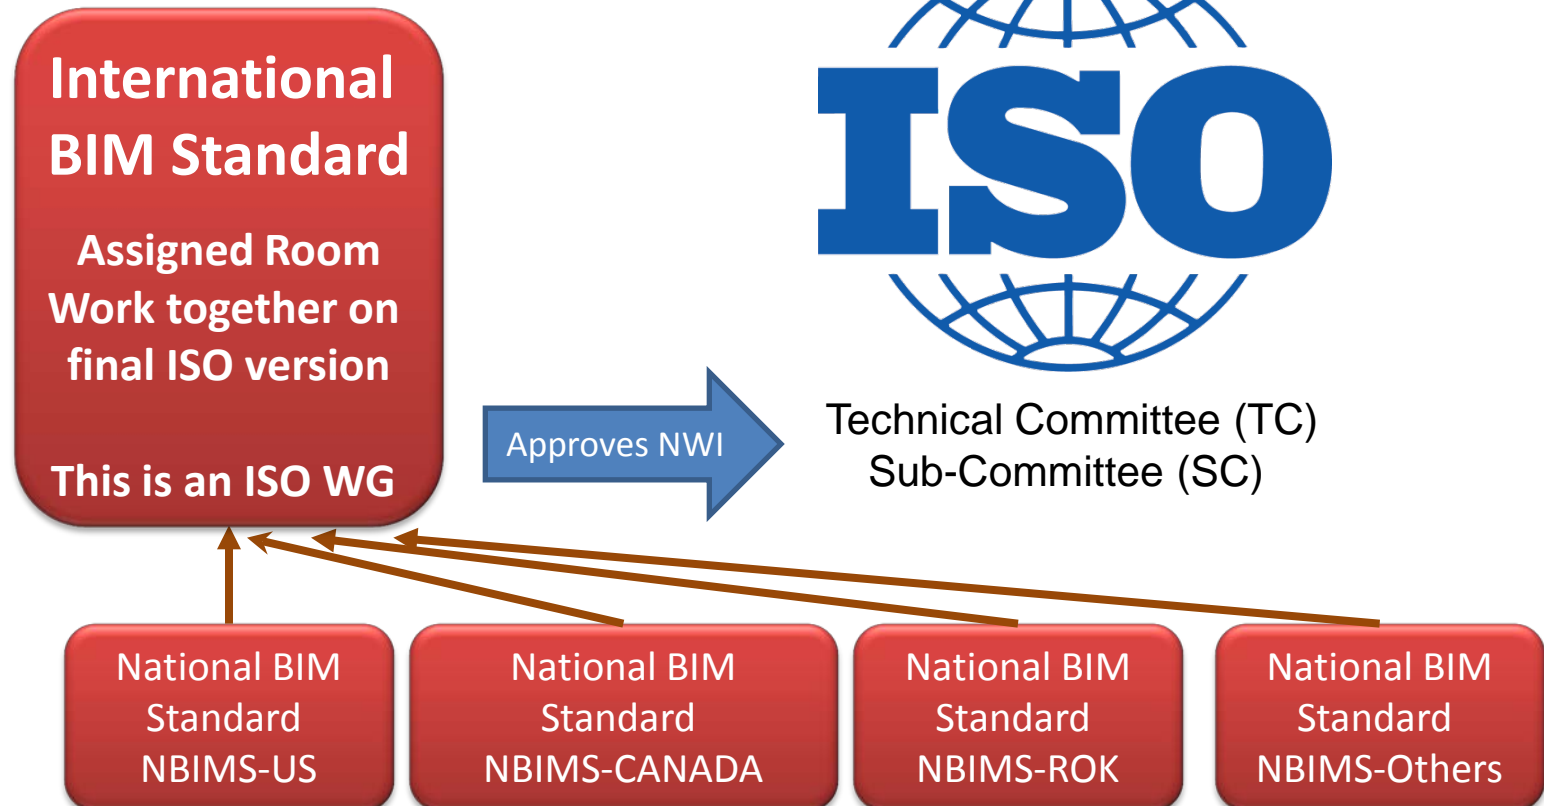 International
BIM Standard
Assigned Room
Work together on
final ISO version
This is an ISO WG
ISO
Approves NWI
Technical Committee (TC)
Sub-Committee (SC)
National BIM
Standard
NBIMS-US
National BIM
Standard
NBIMS-CANADA
National BIM
Standard
NBIMS-ROK
National BIM
Standard
NBIMS-Others